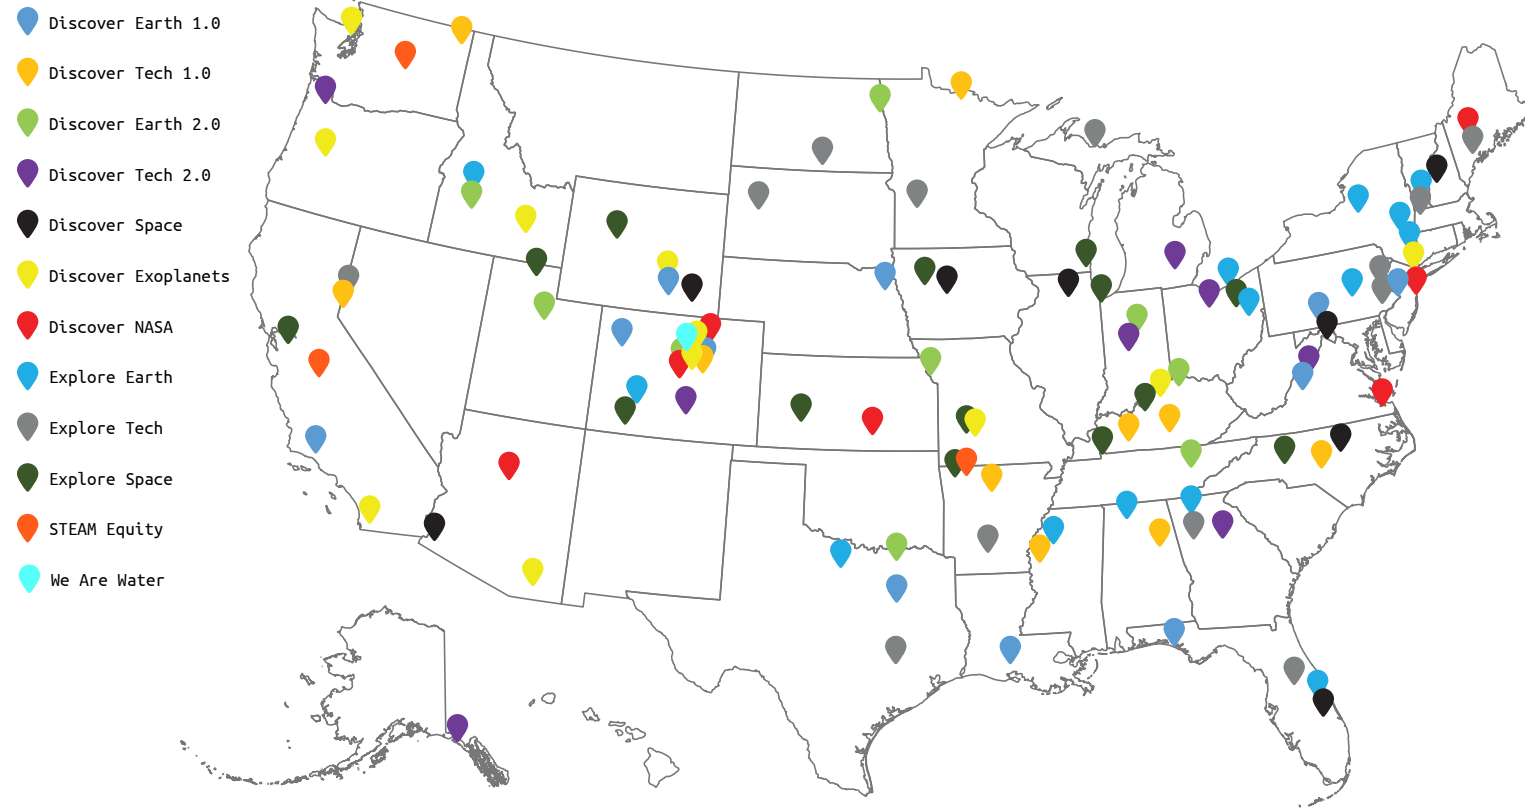 Discover Earth 1.0
Discover Tech 1.0
Discover Earth 2.0
Discover Tech 2.0
Discover Space
Discover Exoplanets
Discover NASA
Explore Earth
Explore Tech
Explore Space
STEAM Equity
We Are Water